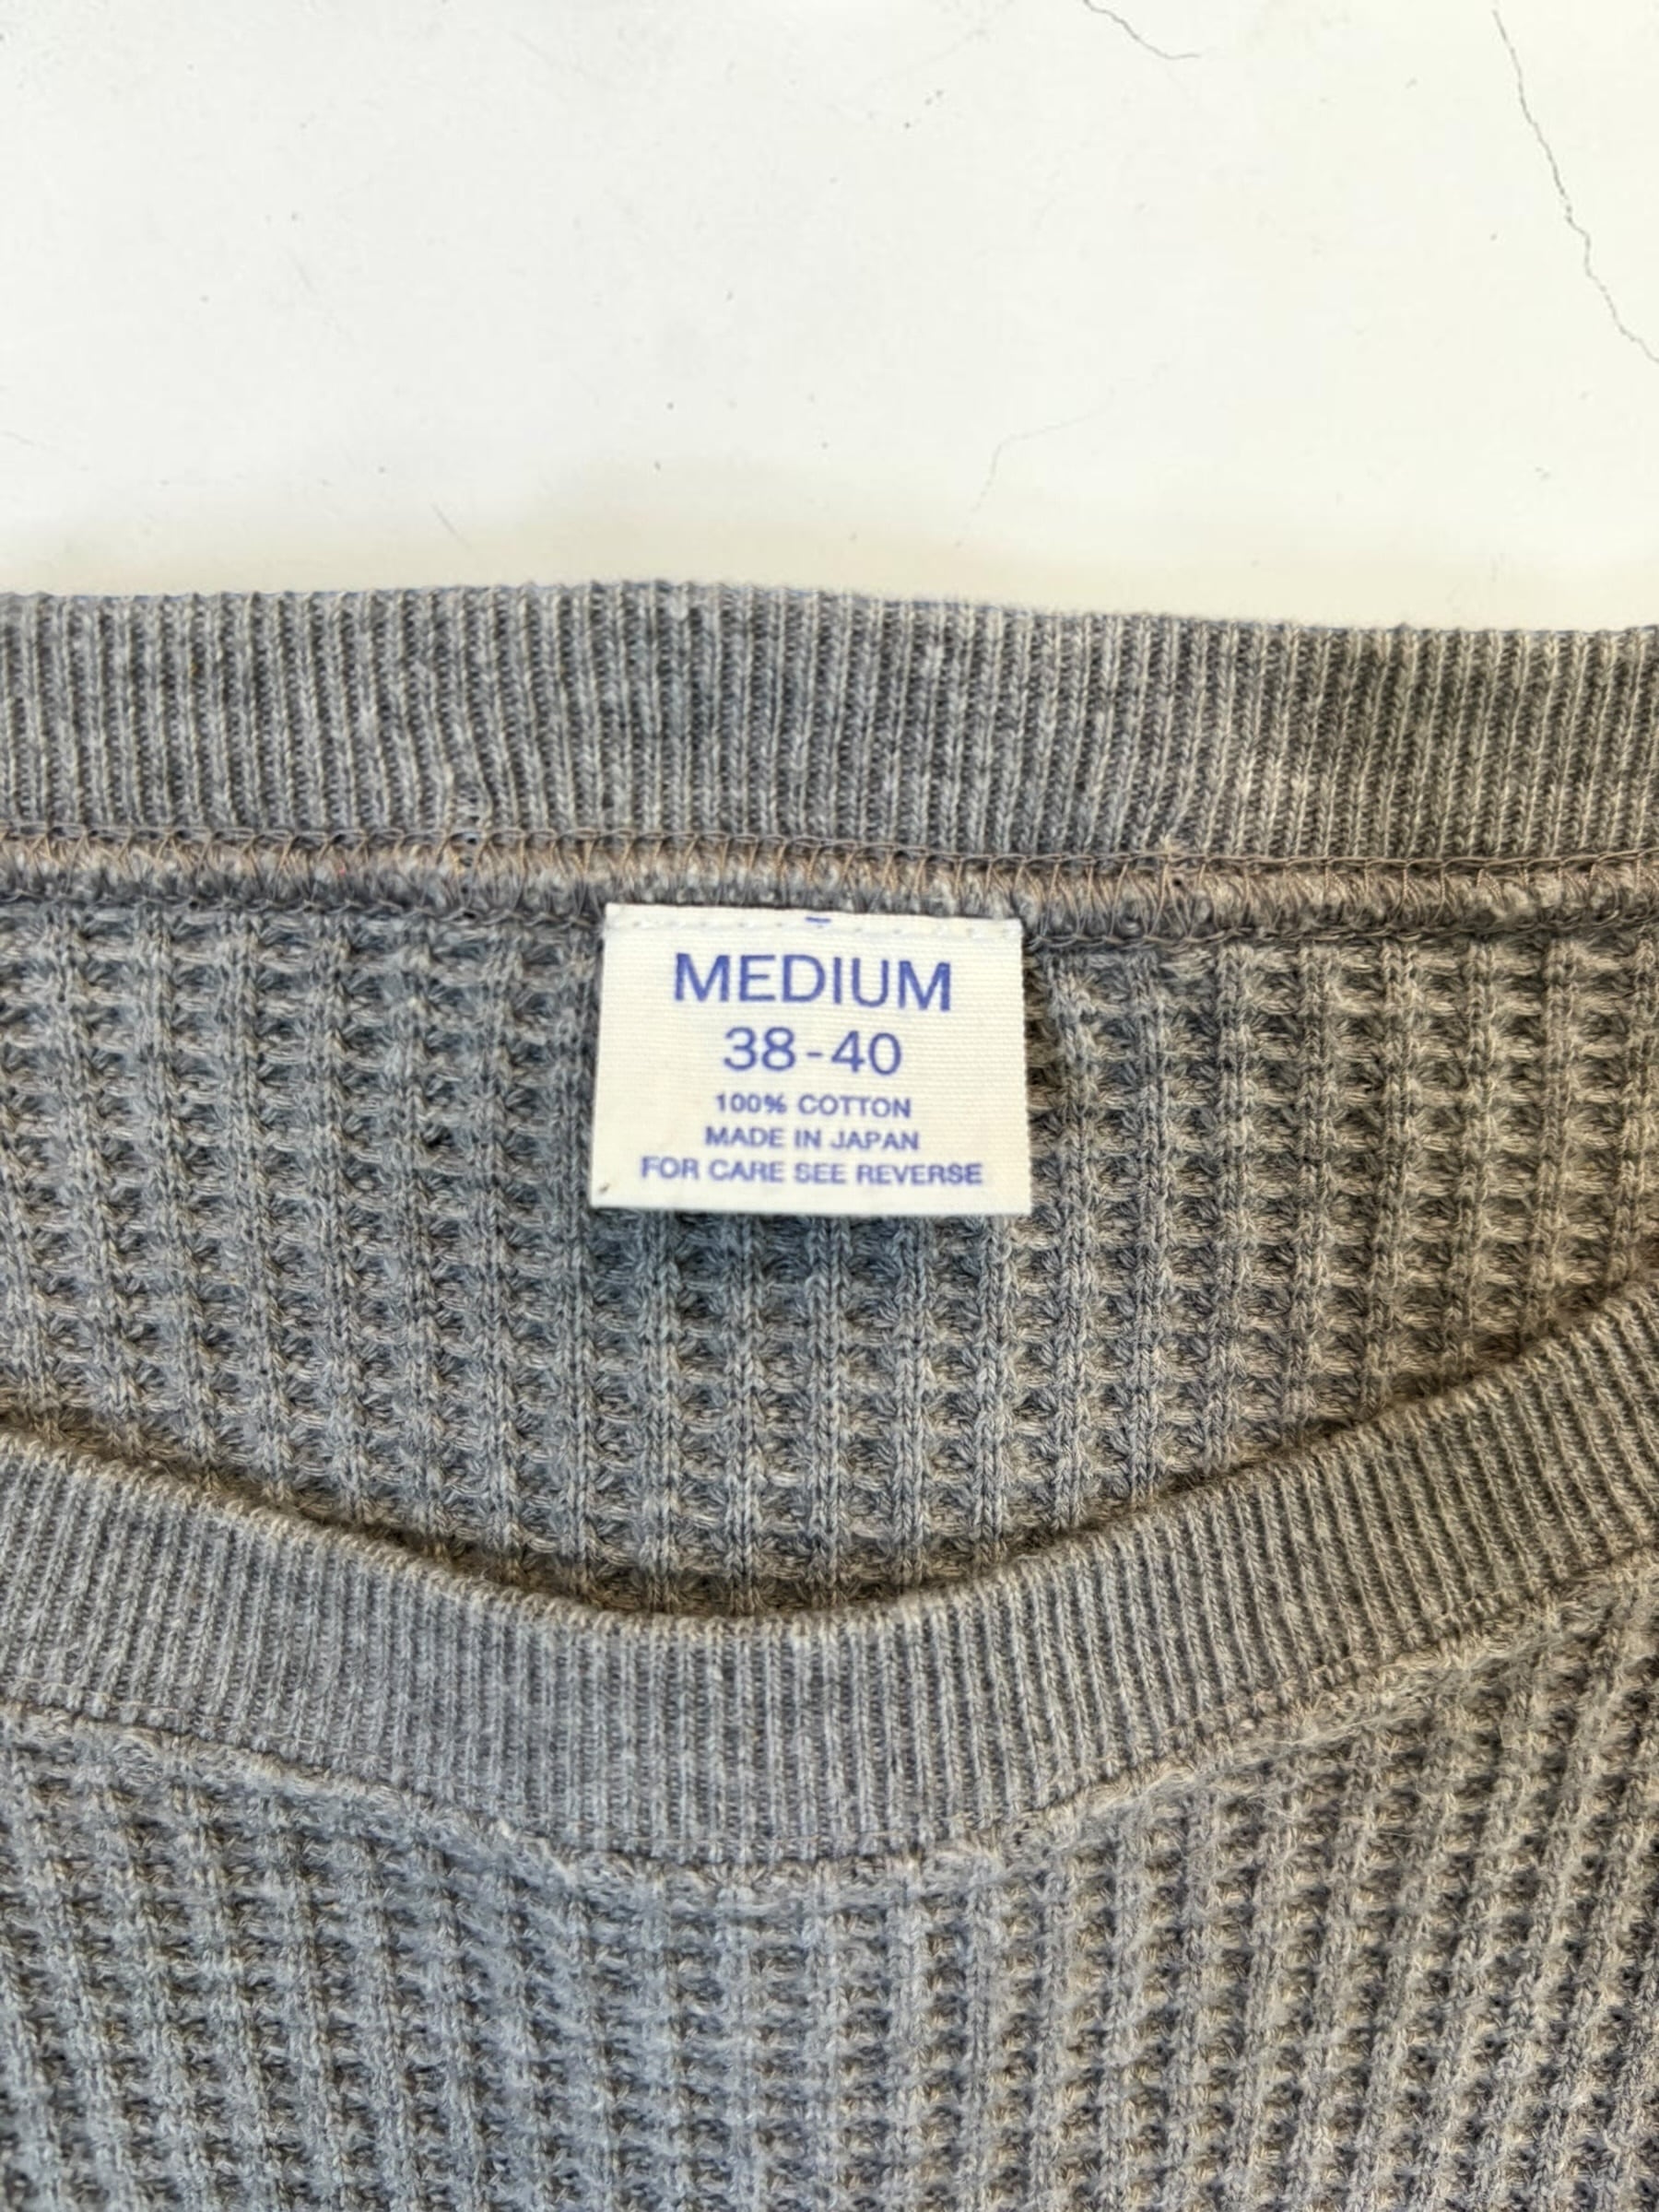 MEDIUM
38-40
100% COTTON
MADE IN JAPAN
FOR CARE SEE REVERSE